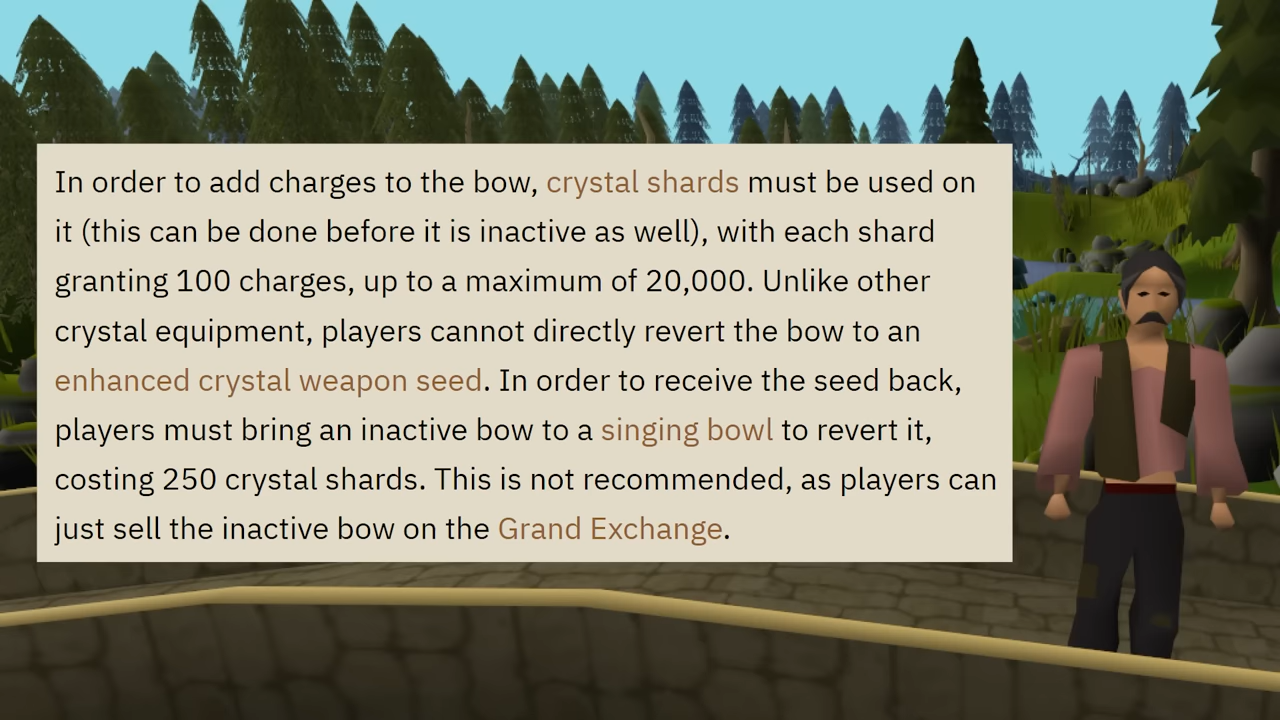 In order to add charges to the bow, crystal shards must be used on
it (this can be done before it is inactive as well), with each shard
granting 100 charges, up to a maximum of 20,000. Unlike other
crystal equipment, players cannot directly revert the bow to an
enhanced crystal weapon seed. In order to receive the seed back,
players must bring an inactive bow to a singing bowl to revert it,
costing 250 crystal shards. This is not recommended, as players can
just sell the inactive bow on the Grand Exchange.